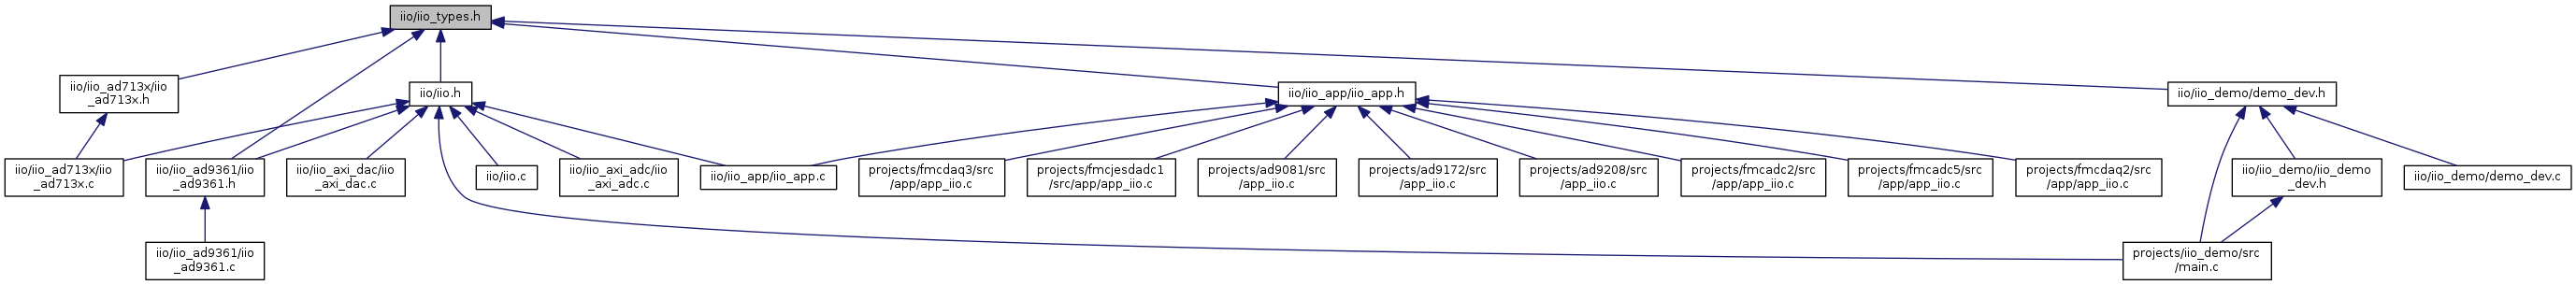 iio/iio_types.h
iio/iio_ad713x/iio
_ad713x.h
iio/iio.h
iio/iio_app/iio_app.h
iio/iio_demo/demo_dev.h
iio/iio_ad713x/iio
_ad713x.c
iio/iio_ad9361/iio
_ad9361.h
iio/iio_axi_dac/iio
_axi_dac.c
iio/iio.c
iio/iio_axi_adc/iio
_axi_adc.c
iio/iio_app/iio_app.c
projects/fmcdaq3/src
/app/app_iio.c
projects/fmcjesdadc1
/src/app/app_iio.c
projects/ad9081/src
/app_iio.c
projects/ad9172/src
/app_iio.c
projects/ad9208/src
/app_iio.c
projects/fmcadc2/src
/app/app_iio.c
projects/fmcadc5/src
/app/app_iio.c
projects/fmcdaq2/src
/app/app_iio.c
iio/iio_demo/iio_demo
_dev.h
iio/iio_demo/demo_dev.c
iio/iio_ad9361/iio
_ad9361.c
projects/iio_demo/src
/main.c